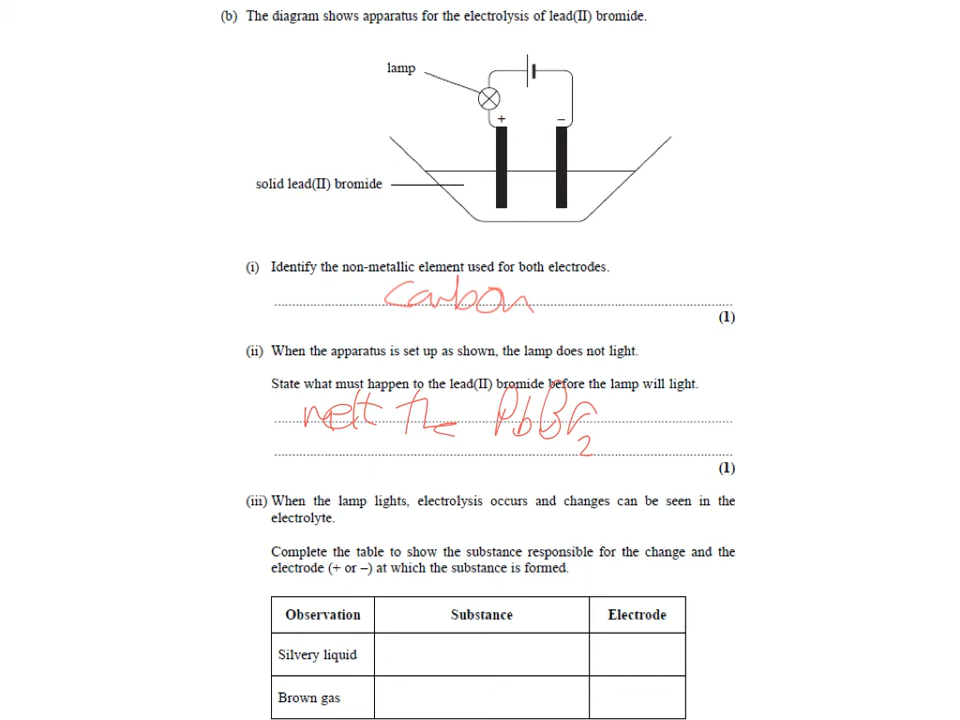 (b) The diagram shows apparatus for the electrolysis of lead(II) bromide.
lamp
+ –
solid lead(II) bromide
(i) Identify the non-metallic element used for both electrodes.
carbon
(1)
(ii) When the apparatus is set up as shown, the lamp does not light.
State what must happen to the lead(II) bromide before the lamp will light.
melt the PbBr2
(1)
(iii) When the lamp lights, electrolysis occurs and changes can be seen in the
electrolyte.
Complete the table to show the substance responsible for the change and the
electrode (+ or –) at which the substance is formed.
Observation Substance Electrode
Silvery liquid
Brown gas